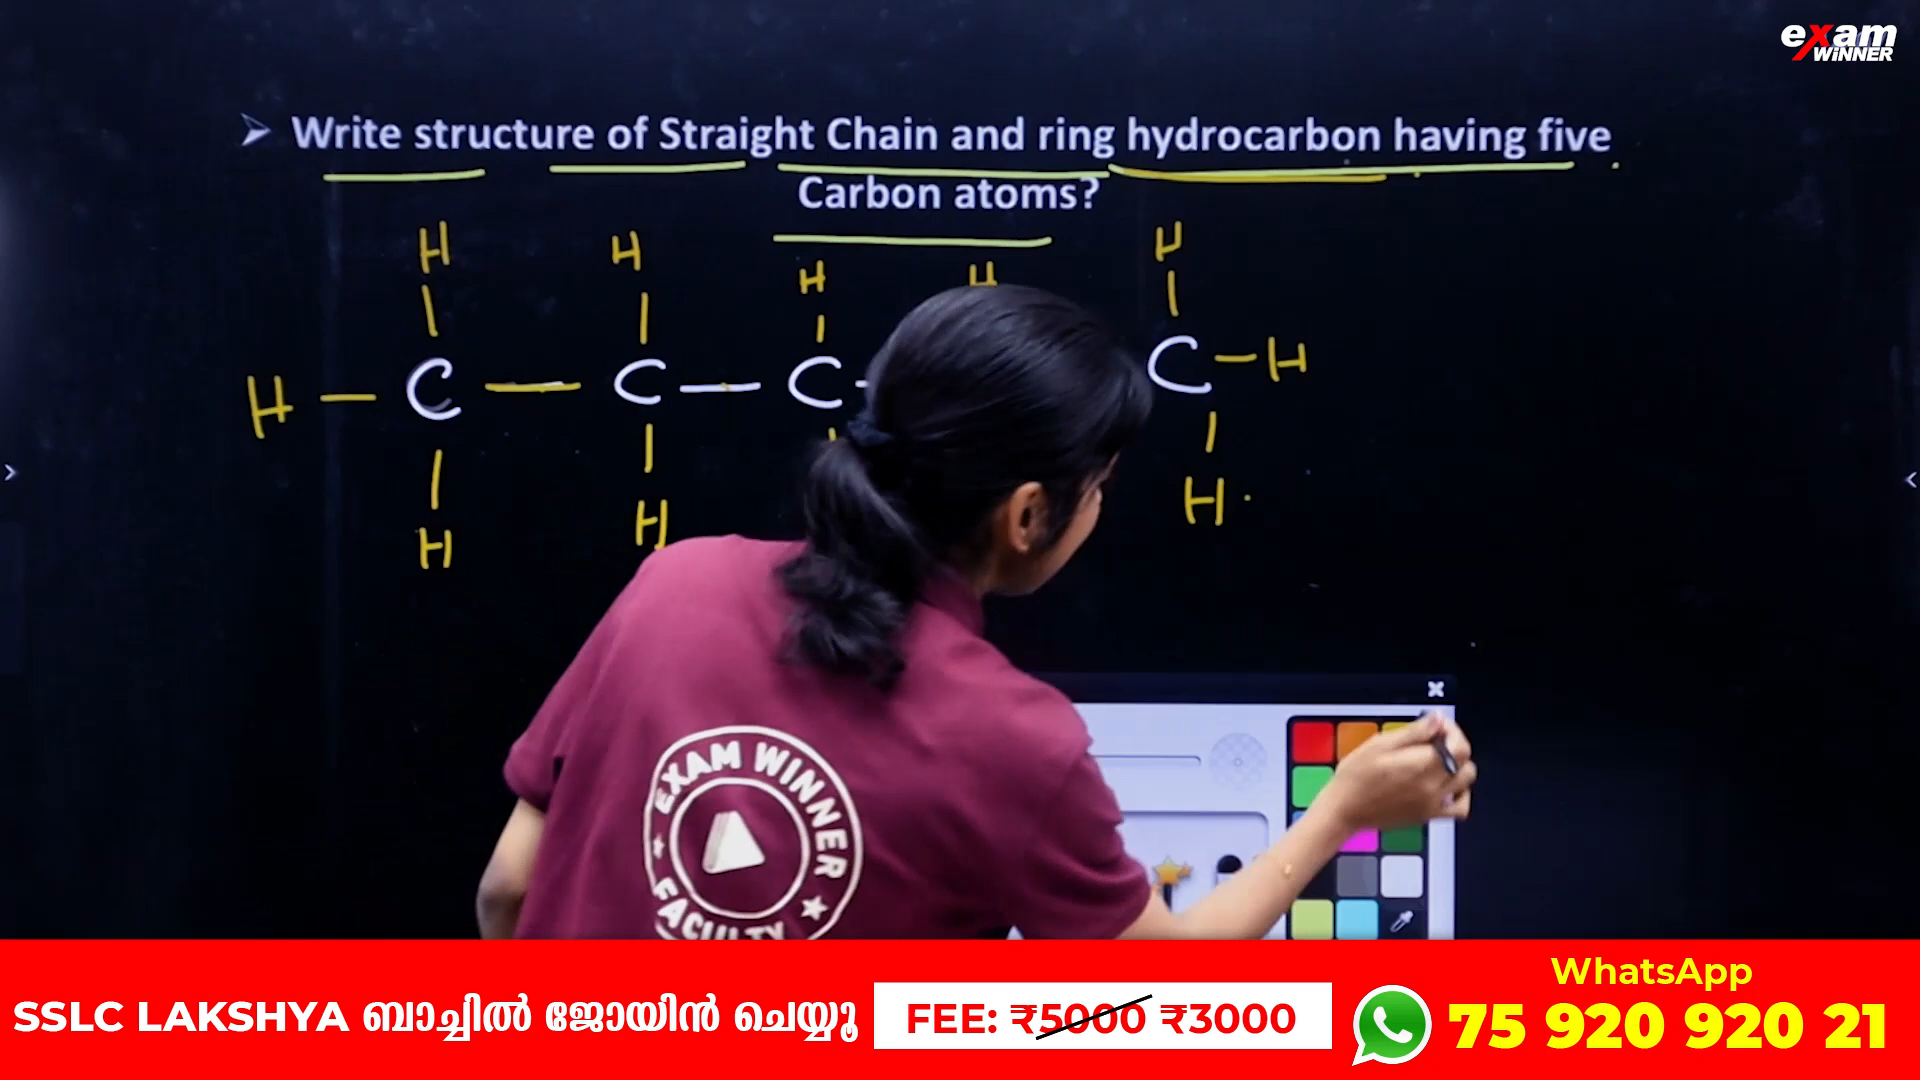 exam
WINNER
Write structure of Straight Chain and ring hydrocarbon having five
Carbon atoms?
H H H H H
H C C C C H
H H H
EXAM WINNER
FACULTY
SSLC LAKSHYA ബാച്ചിൽ ജോയിൻ ചെയ്യൂ
FEE: ₹5000 ₹3000
WhatsApp
75 920 920 21